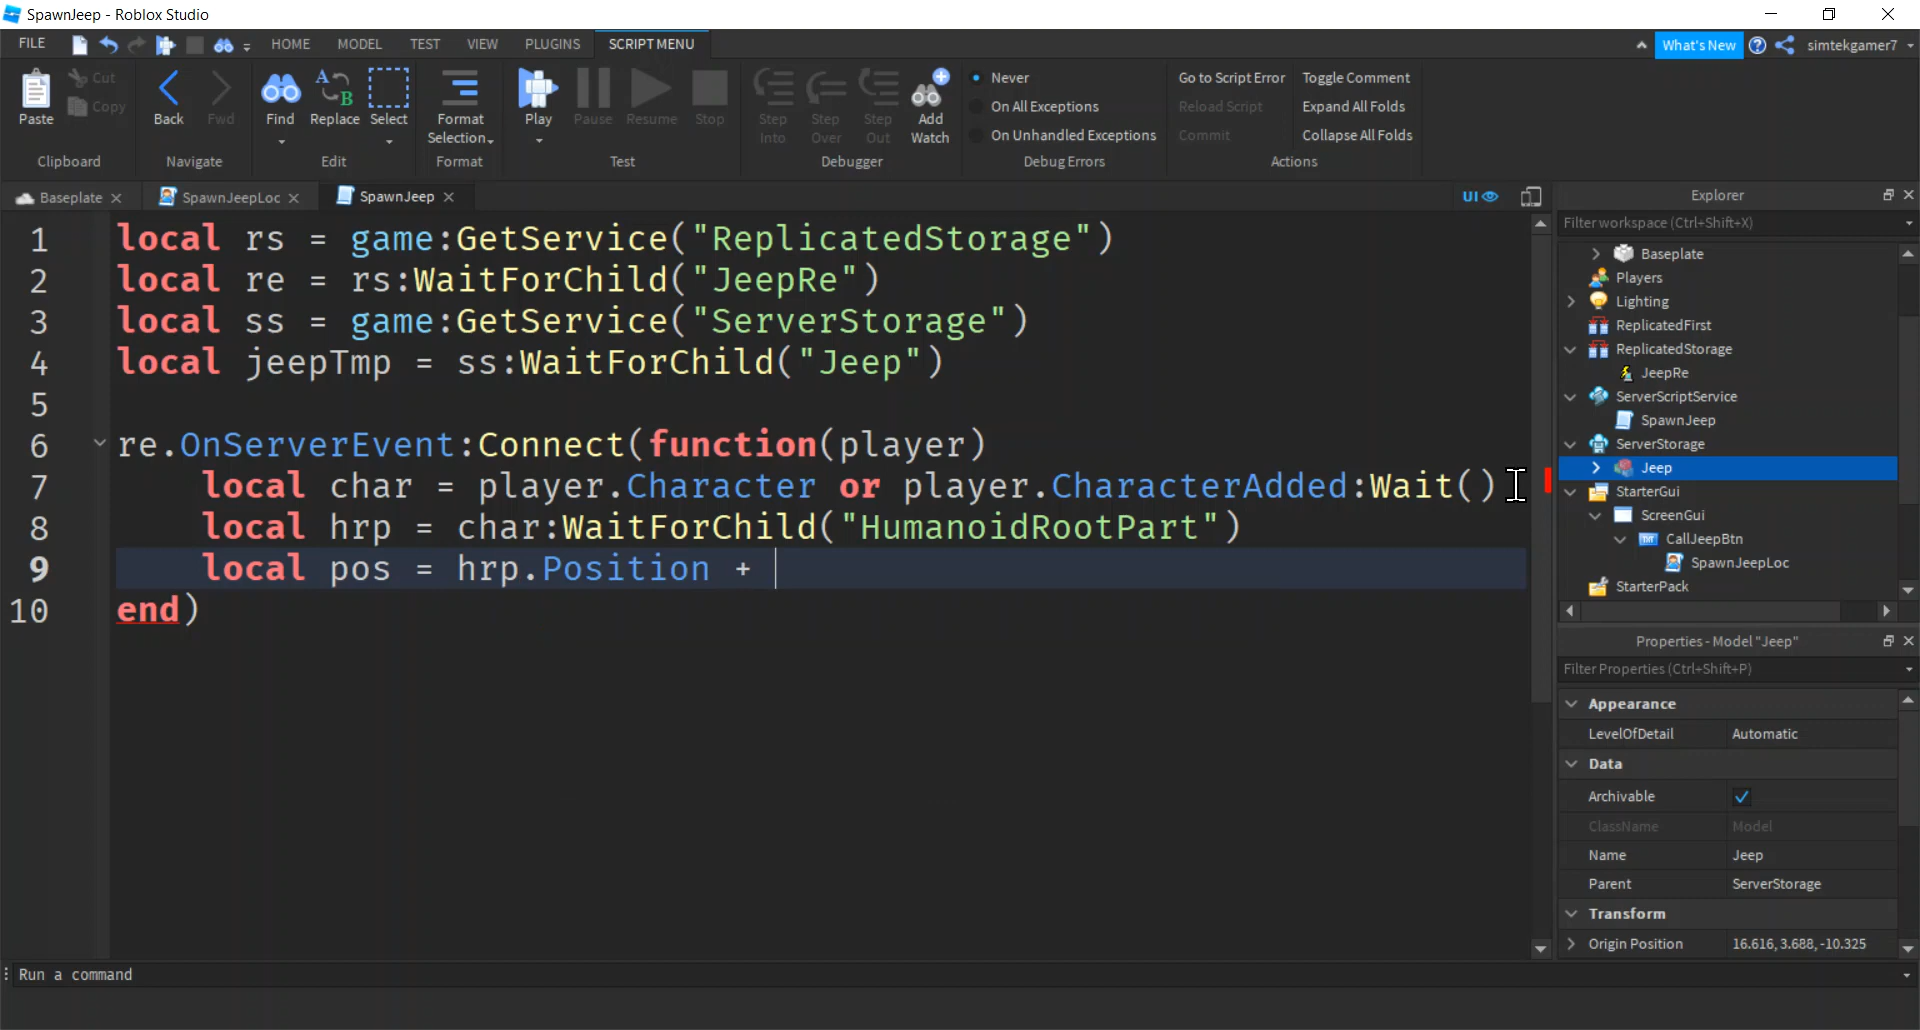 SpawnJeep - Roblox Studio
FILE HOME MODEL TEST VIEW PLUGINS SCRIPT MENU What's New simtekgamer7
Paste Cut Copy Back Fwd Find Replace Select Format Selection Play Pause Resume Stop Step Into Step Over Step Out Add Watch
Never
On All Exceptions
On Unhandled Exceptions
Go to Script Error Toggle Comment
Reload Script Expand All Folds
Commit Collapse All Folds
Clipboard Navigate Edit Format Test Debugger Debug Errors Actions
Baseplate SpawnJeepLoc SpawnJeep UI
1 local rs = game:GetService("ReplicatedStorage")
2 local re = rs:WaitForChild("JeepRe")
3 local ss = game:GetService("ServerStorage")
4 local jeepTmp = ss:WaitForChild("Jeep")
5
6 re.OnServerEvent:Connect(function(player)
7 local char = player.Character or player.CharacterAdded:Wait()
8 local hrp = char:WaitForChild("HumanoidRootPart")
9 local pos = hrp.Position +
10 end)
Explorer
Filter workspace (Ctrl+Shift+X)
Baseplate
Players
Lighting
ReplicatedFirst
ReplicatedStorage
JeepRe
ServerScriptService
SpawnJeep
ServerStorage
Jeep
StarterGui
ScreenGui
TXT CallJeepBtn
SpawnJeepLoc
StarterPack
Properties - Model "Jeep"
Filter Properties (Ctrl+Shift+P)
Appearance
LevelOfDetail Automatic
Data
Archivable
ClassName Model
Name Jeep
Parent ServerStorage
Transform
Origin Position 16.616, 3.688, -10.325
Run a command